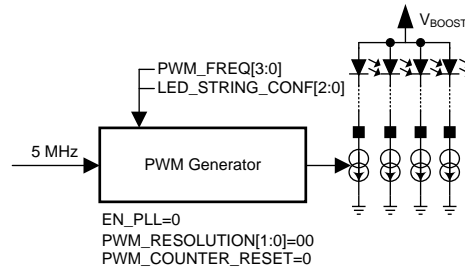 VBOOST
PWM_FREQ[3:0]
LED_STRING_CONF[2:0]
5 MHz
PWM Generator
EN_PLL=0
PWM_RESOLUTION[1:0]=00
PWM_COUNTER_RESET=0